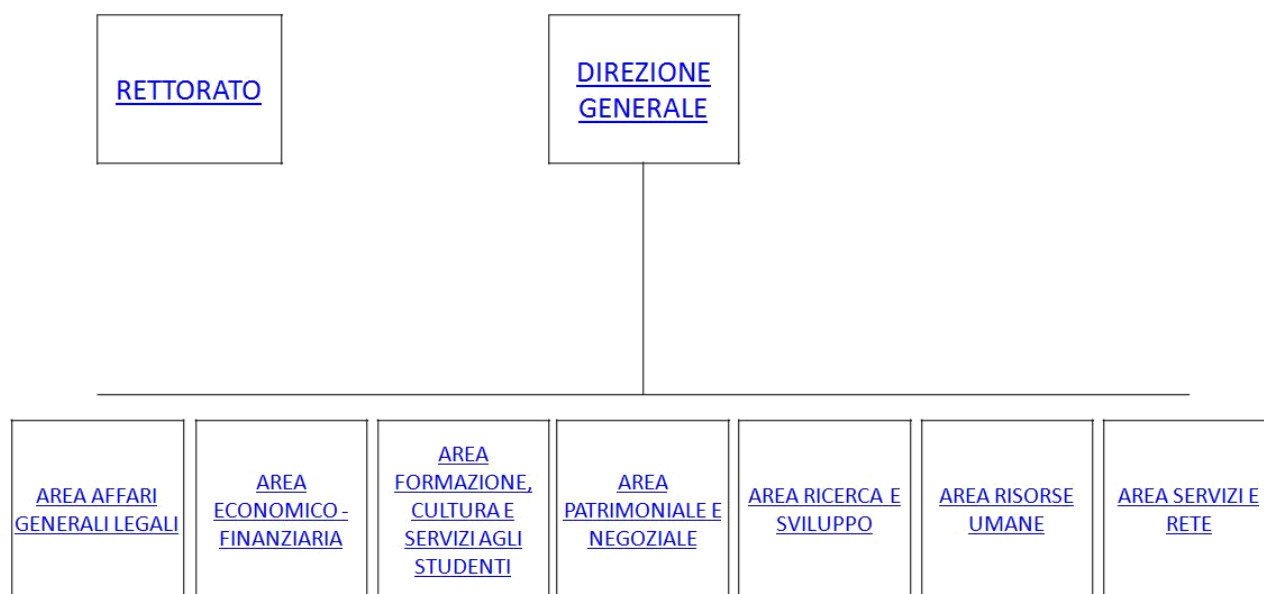 RETTORATO
DIREZIONE
GENERALE
AREA AFFARI
GENERALI LEGALI
AREA
ECONOMICO -
FINANZIARIA
AREA
FORMAZIONE,
CULTURA E
SERVIZI AGLI
STUDENTI
AREA
PATRIMONIALE E
NEGOZIALE
AREA RICERCA E
SVILUPPO
AREA RISORSE
UMANE
AREA SERVIZI E
RETE